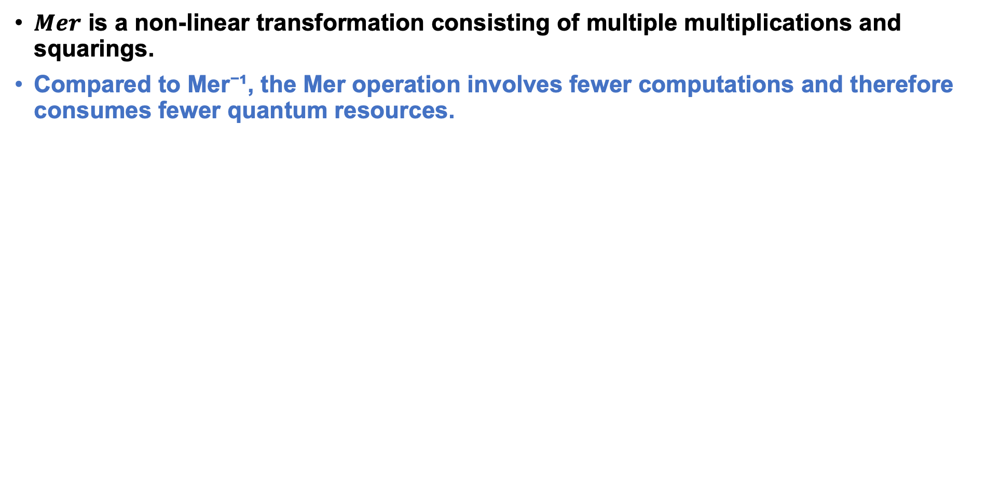 • Mer is a non-linear transformation consisting of multiple multiplications and
squarings.
• Compared to Mer⁻¹, the Mer operation involves fewer computations and therefore
consumes fewer quantum resources.